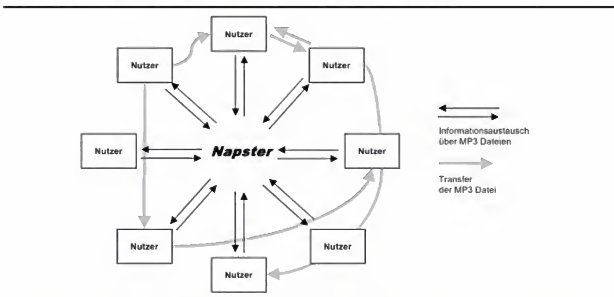 Nutzer
Nutzer
Nutzer
Nutzer
Napster
Nutzer
Nutzer
Nutzer
Nutzer
Informationsaustausch
über MP3 Dateien
Transfer
der MP3 Datei